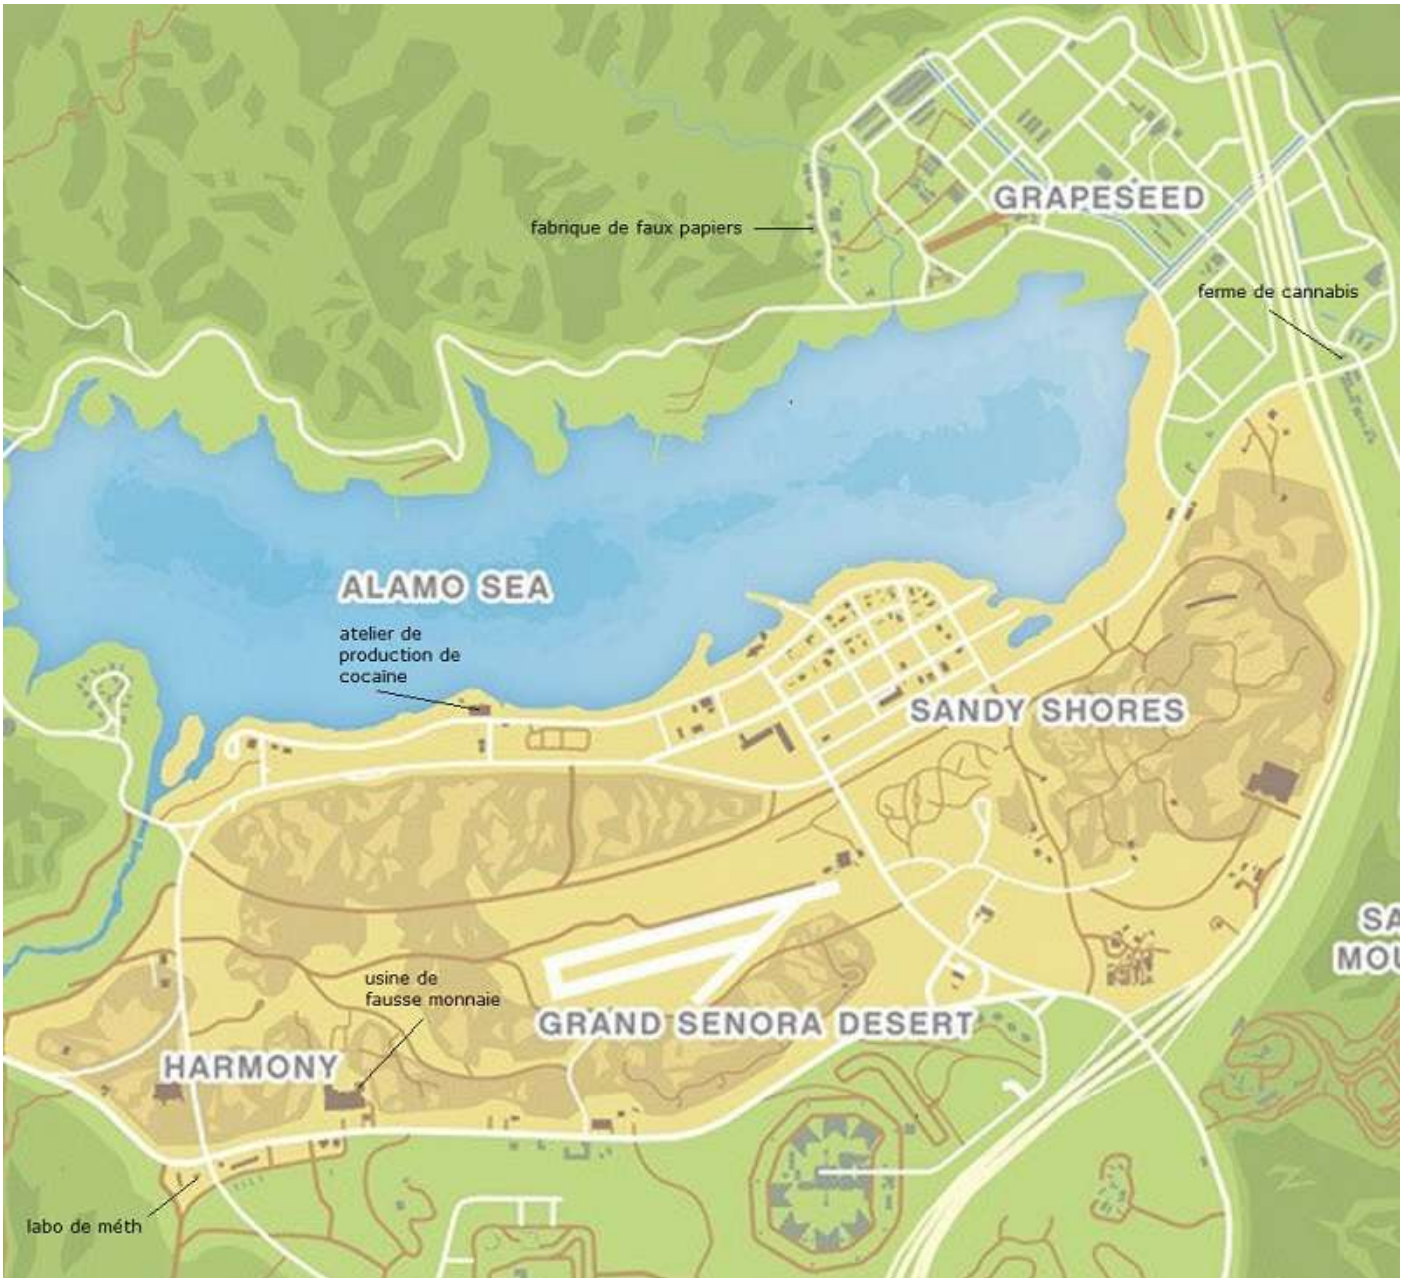 GRAPESEED
fabrique de faux papiers
ferme de cannabis
ALAMO SEA
atelier de
production de
cocaïne
SANDY SHORES
SA
MOU
usine de
fausse monnaie
GRAND SENORA DESERT
HARMONY
labo de méth